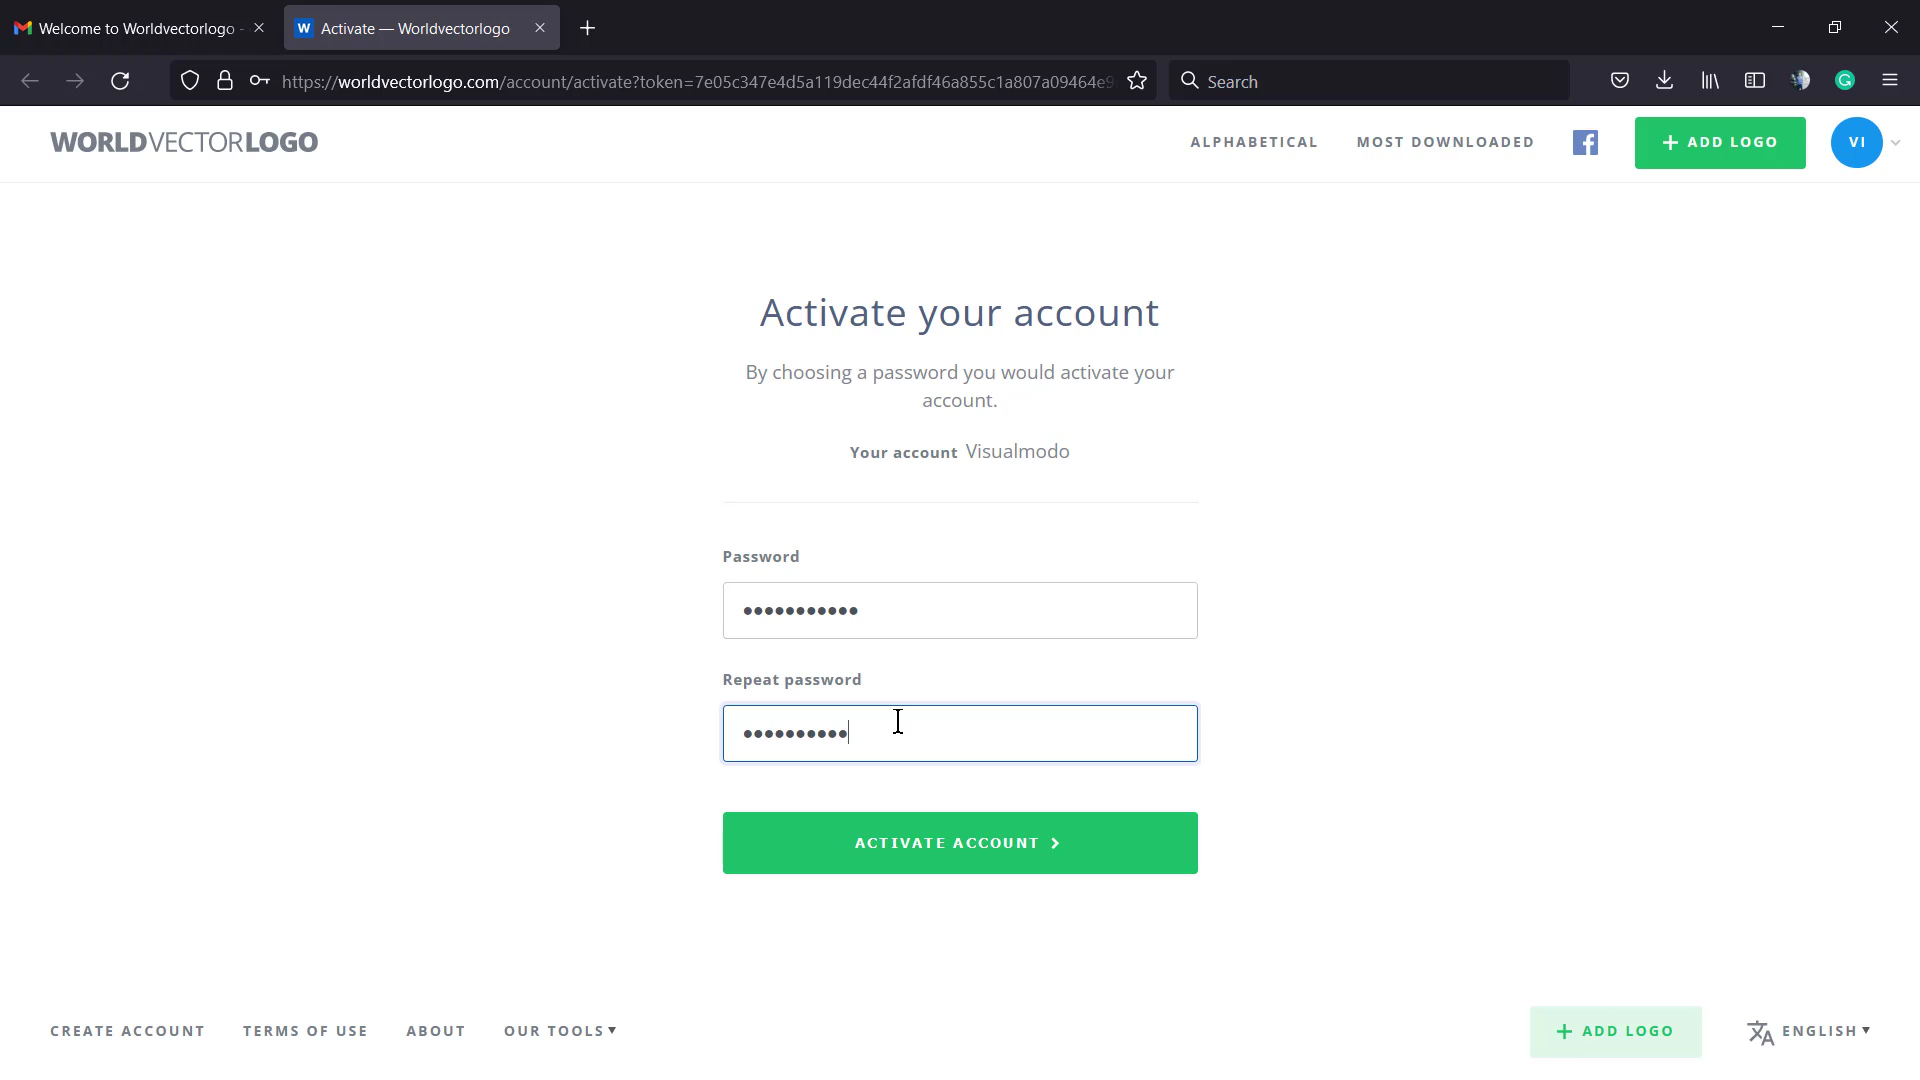 Welcome to Worldvectorlogo -
Activate — Worldvectorlogo
https://worldvectorlogo.com/account/activate?token=7e05c347e4d5a119dec44f2afdf46a855c1a807a09464e9
Search
WORLDVECTORLOGO
ALPHABETICAL
MOST DOWNLOADED
+ ADD LOGO
VI
Activate your account
By choosing a password you would activate your
account.
Your account Visualmodo
Password
•••••••••••
Repeat password
••••••••••
ACTIVATE ACCOUNT >
CREATE ACCOUNT
TERMS OF USE
ABOUT
OUR TOOLS▼
+ ADD LOGO
ENGLISH▼